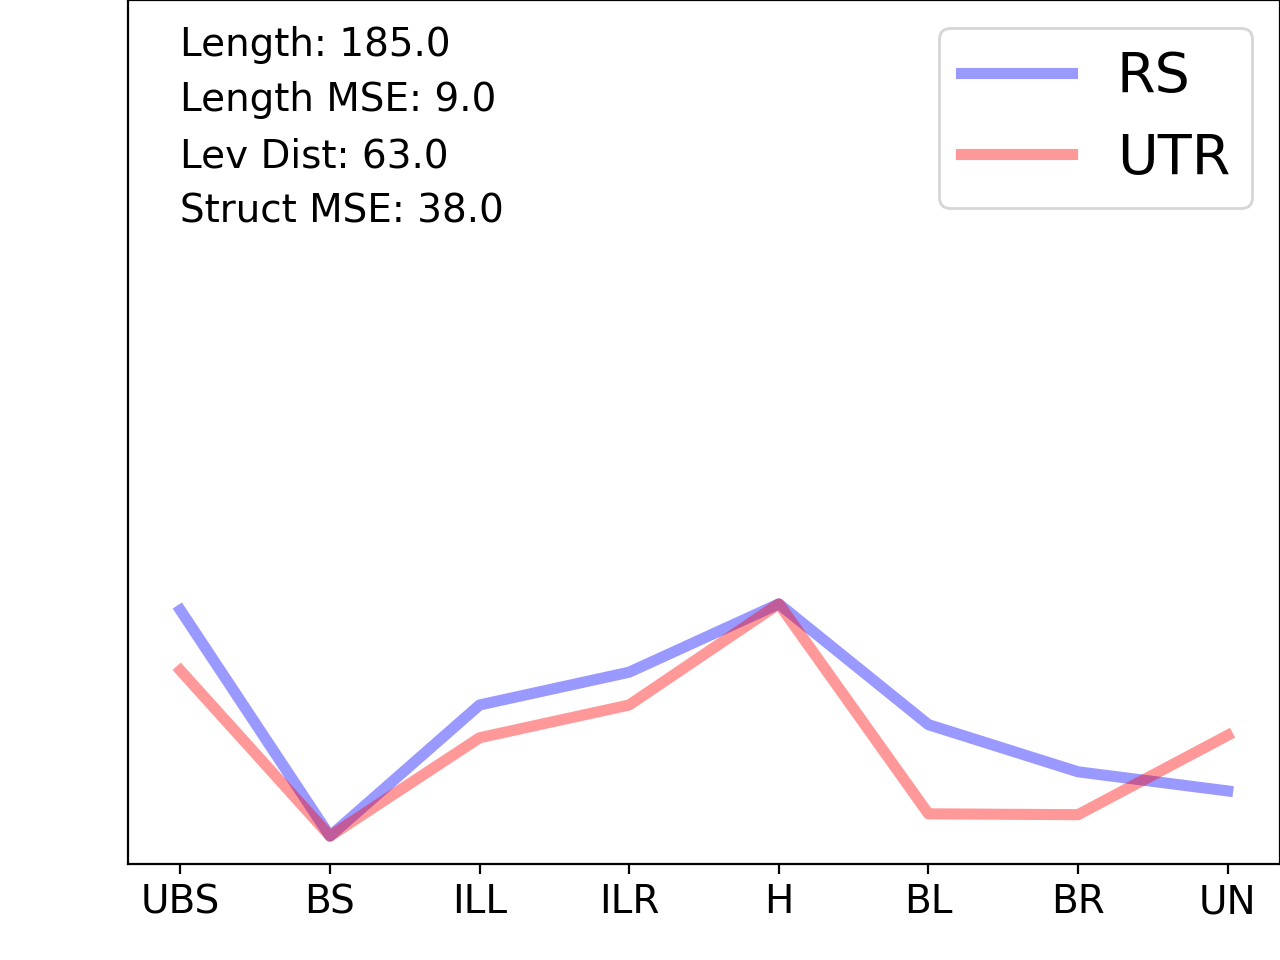 Length: 185.0
Length MSE: 9.0
Lev Dist: 63.0
Struct MSE: 38.0
RS
UTR
UBS BS ILL ILR H BL BR UN